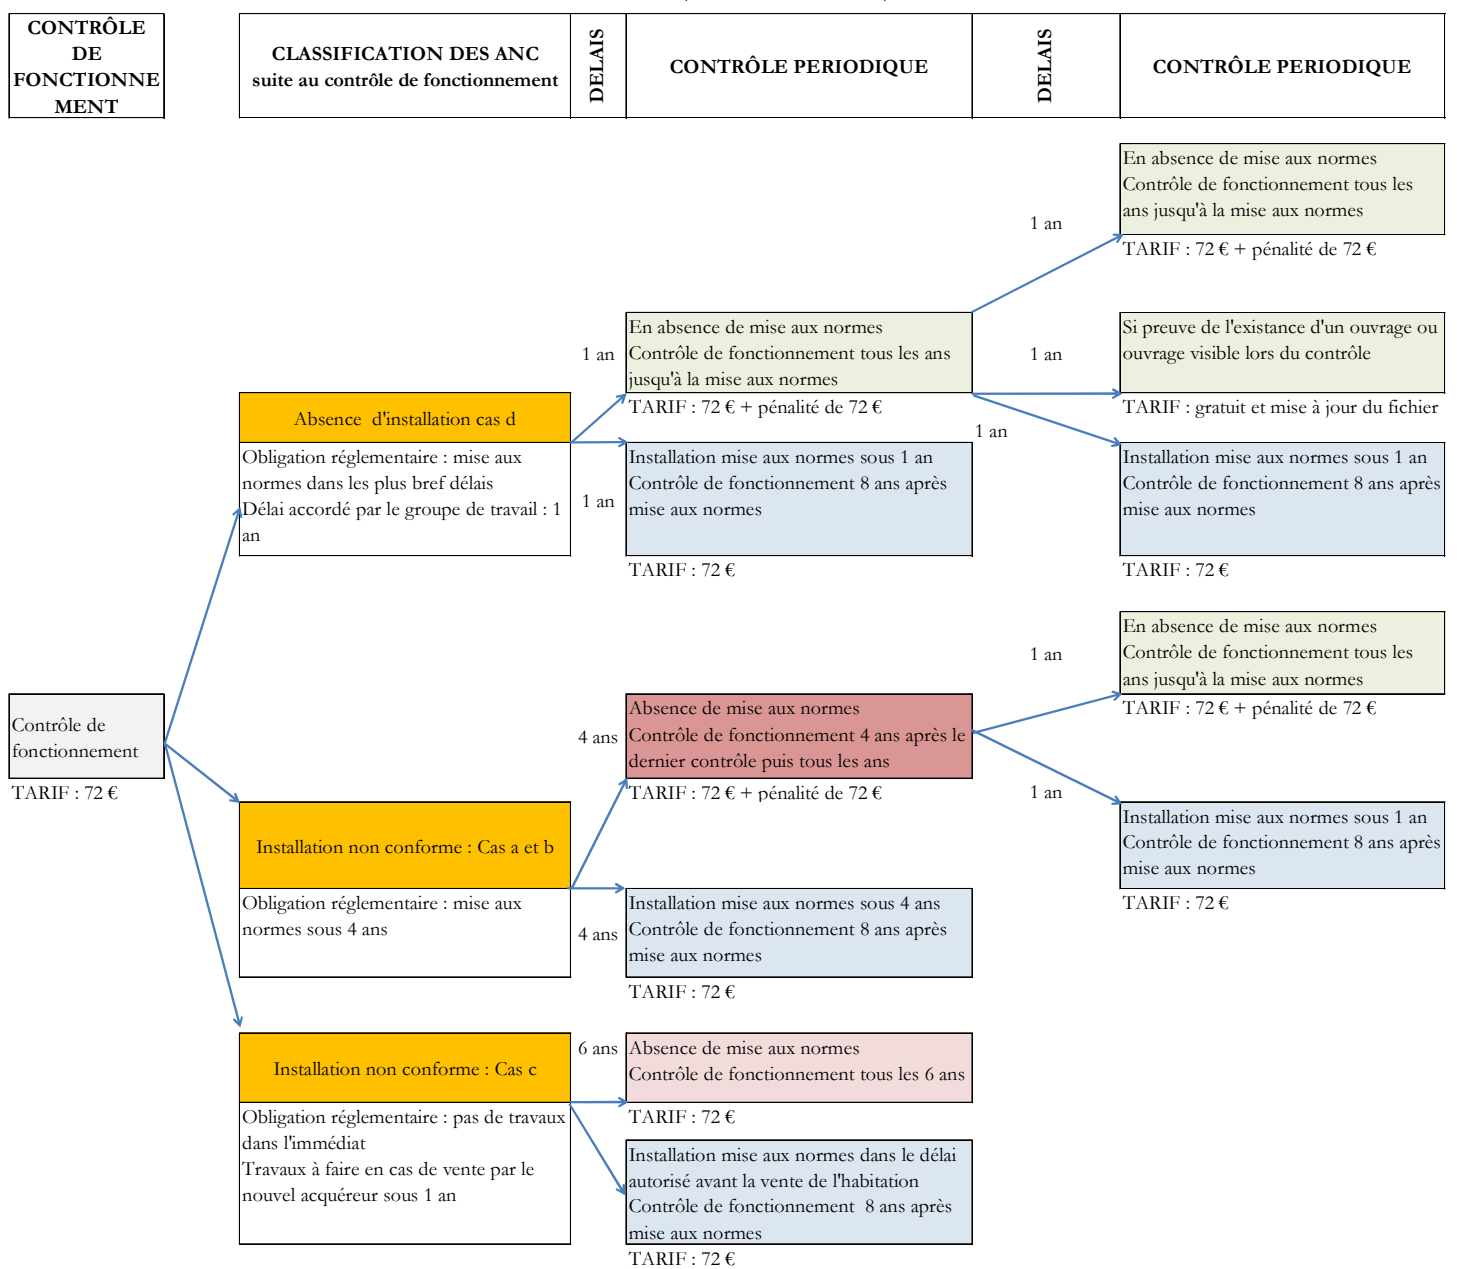 CONTRÔLE
DE
FONCTIONNE
MENT
CLASSIFICATION DES ANC
suite au contrôle de fonctionnement
DELAIS
CONTRÔLE PERIODIQUE
DELAIS
CONTRÔLE PERIODIQUE
En absence de mise aux normes
Contrôle de fonctionnement tous les
ans jusqu'à la mise aux normes
1 an
TARIF : 72 € + pénalité de 72 €
En absence de mise aux normes
Contrôle de fonctionnement tous les ans
jusqu'à la mise aux normes
1 an
TARIF : 72 € + pénalité de 72 €
1 an
Si preuve de l'existance d'un ouvrage ou
ouvrage visible lors du contrôle
TARIF : gratuit et mise à jour du fichier
Absence d'installation cas d
Obligation réglementaire : mise aux
normes dans les plus bref délais
Délai accordé par le groupe de travail : 1
an
1 an
Installation mise aux normes sous 1 an
Contrôle de fonctionnement 8 ans après
mise aux normes
TARIF : 72 €
1 an
Installation mise aux normes sous 1 an
Contrôle de fonctionnement 8 ans après
mise aux normes
TARIF : 72 €
1 an
En absence de mise aux normes
Contrôle de fonctionnement tous les
ans jusqu'à la mise aux normes
TARIF : 72 € + pénalité de 72 €
Contrôle de
fonctionnement
TARIF : 72 €
4 ans
Absence de mise aux normes
Contrôle de fonctionnement 4 ans après le
dernier contrôle puis tous les ans
TARIF : 72 € + pénalité de 72 €
1 an
Installation mise aux normes sous 1 an
Contrôle de fonctionnement 8 ans après
mise aux normes
TARIF : 72 €
Installation non conforme : Cas a et b
Obligation réglementaire : mise aux
normes sous 4 ans
4 ans
Installation mise aux normes sous 4 ans
Contrôle de fonctionnement 8 ans après
mise aux normes
TARIF : 72 €
Installation non conforme : Cas c
Obligation réglementaire : pas de travaux
dans l'immédiat
Travaux à faire en cas de vente par le
nouvel acquéreur sous 1 an
6 ans
Absence de mise aux normes
Contrôle de fonctionnement tous les 6 ans
TARIF : 72 €
Installation mise aux normes dans le délai
autorisé avant la vente de l'habitation
Contrôle de fonctionnement 8 ans après
mise aux normes
TARIF : 72 €